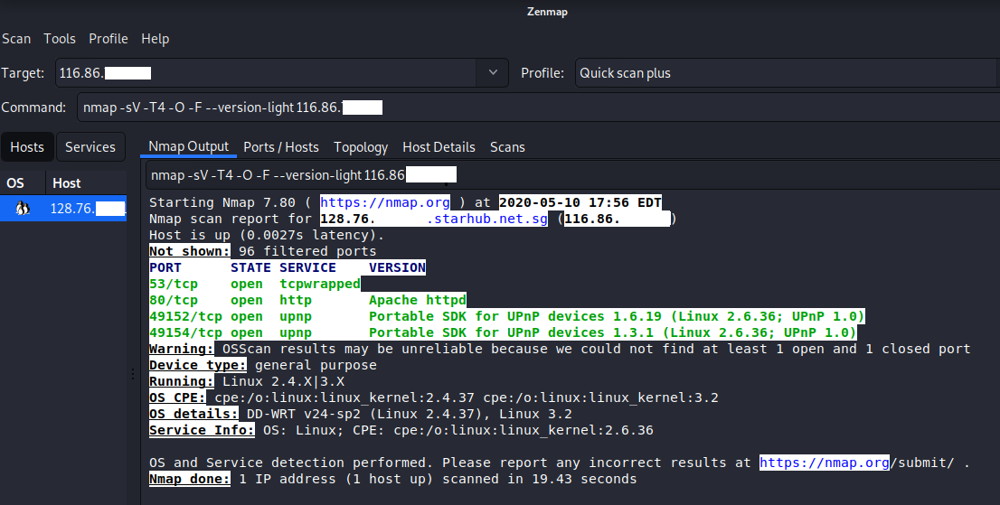 Zenmap
Scan Tools Profile Help
Target: 116.86. Profile: Quick scan plus
Command: nmap -sV -T4 -O -F --version-light 116.86.
Hosts Services
Nmap Output Ports / Hosts Topology Host Details Scans
OS Host
128.76.
nmap -sV -T4 -O -F --version-light 116.86
Starting Nmap 7.80 ( https://nmap.org ) at 2020-05-10 17:56 EDT
Nmap scan report for 128.76. .starhub.net.sg (116.86. )
Host is up (0.0027s latency).
Not shown: 96 filtered ports
PORT STATE SERVICE VERSION
53/tcp open tcpwrapped
80/tcp open http Apache httpd
49152/tcp open upnp Portable SDK for UPnP devices 1.6.19 (Linux 2.6.36; UPnP 1.0)
49154/tcp open upnp Portable SDK for UPnP devices 1.3.1 (Linux 2.6.36; UPnP 1.0)
Warning: OSScan results may be unreliable because we could not find at least 1 open and 1 closed port
Device type: general purpose
Running: Linux 2.4.X|3.X
OS CPE: cpe:/o:linux:linux_kernel:2.4.37 cpe:/o:linux:linux_kernel:3.2
OS details: DD-WRT v24-sp2 (Linux 2.4.37), Linux 3.2
Service Info: OS: Linux; CPE: cpe:/o:linux:linux_kernel:2.6.36
OS and Service detection performed. Please report any incorrect results at https://nmap.org/submit/ .
Nmap done: 1 IP address (1 host up) scanned in 19.43 seconds